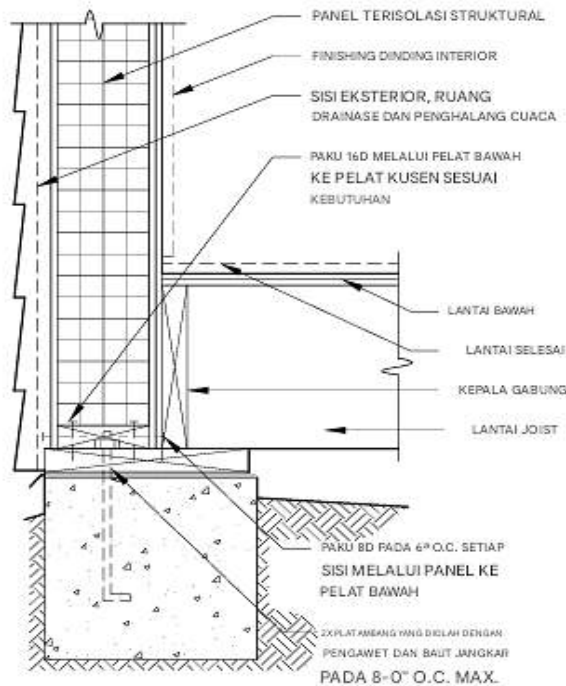 PANEL TERISOLASI STRUKTURAL
FINISHING DINDING INTERIOR
SISI EKSTERIOR, RUANG
DRAINASE DAN PENGHALANG CUACA
PAKU 16D MELALUI PELAT BAWAH
KE PELAT KUSEN SESUAI
KEBUTUHAN
LANTAI BAWAH
LANTAI SELESAI
KEPALA GABUNG
LANTAI JOIST
PAKU 8D PADA 6ª O.C. SETIAP
SISI MELALUI PANEL KE
PELAT BAWAH
2X PLAT AMBANG YANG DIOLAH DENGAN
PENGAWET DAN BAUT JANGKAR
PADA 8-0" O.C. MAX.